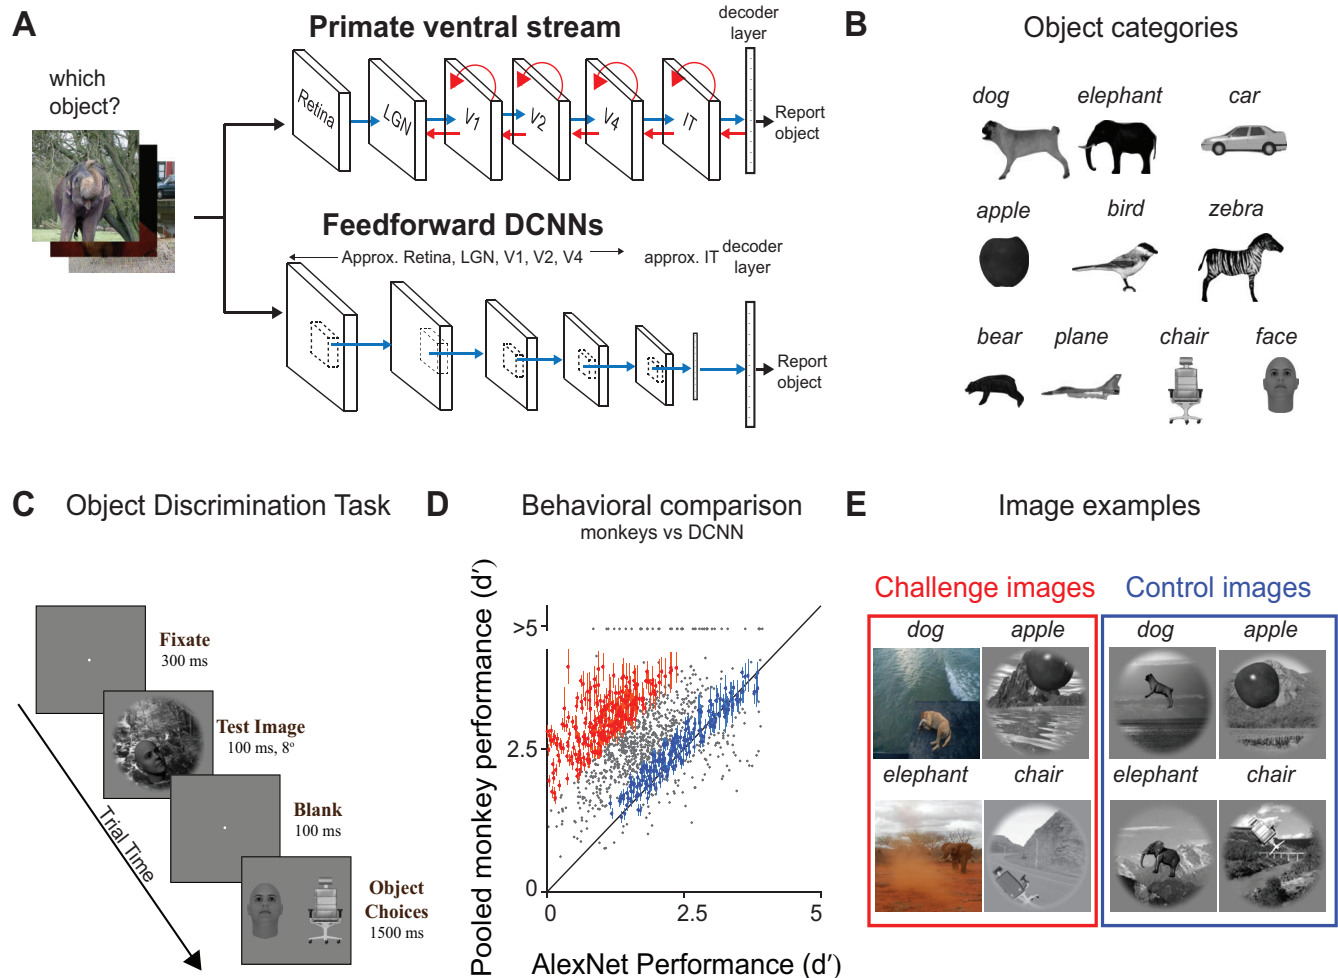 A
Primate ventral stream
decoder
layer
which
object?
Retina
LGN
V1
V2
V4
IT
Report
object
Feedforward DCNNs
Approx. Retina, LGN, V1, V2, V4
approx. IT
decoder
layer
Report
object
B
Object categories
dog
elephant
car
apple
bird
zebra
bear
plane
chair
face
C
Object Discrimination Task
Fixate
300 ms
Test Image
100 ms, 8°
Blank
100 ms
Object
Choices
1500 ms
Trial Time
D
Behavioral comparison
monkeys vs DCNN
Pooled monkey performance (d′)
>5
2.5
0
0
2.5
5
AlexNet Performance (d′)
E
Image examples
Challenge images
Control images
dog
apple
dog
apple
elephant
chair
elephant
chair